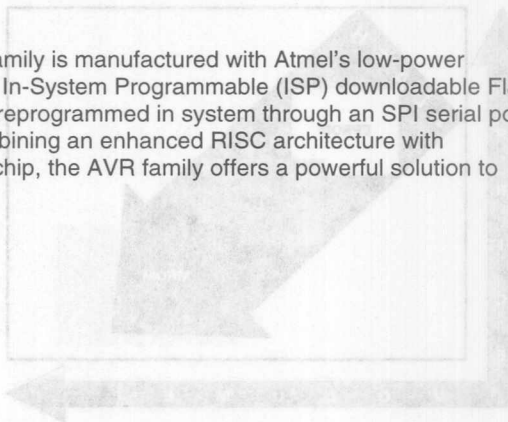 amily is manufactured with Atmel's low-power
In-System Programmable (ISP) downloadable Fl
reprogrammed in system through an SPI serial po
bining an enhanced RISC architecture with
chip, the AVR family offers a powerful solution to